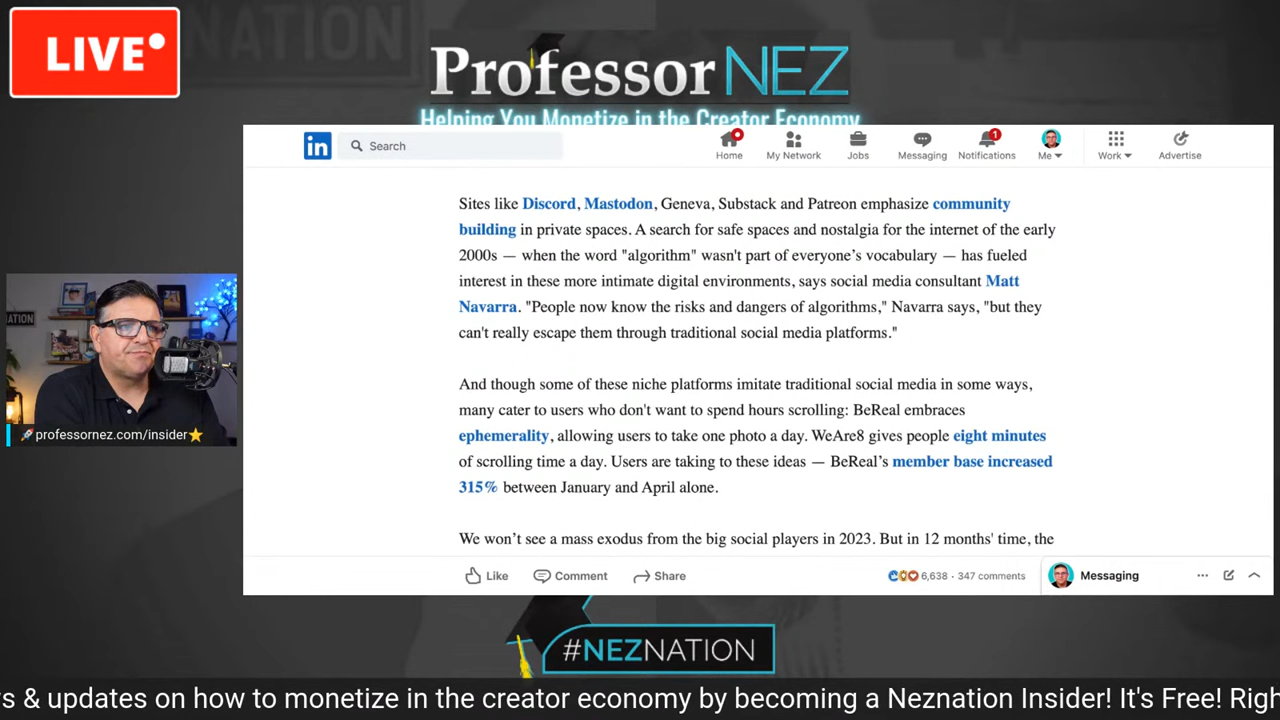 LIVE
NATION
Professor NEZ
Helping You Monetize in the Creator Economy
in
Search
Home
My Network
Jobs
Messaging
1
Notifications
Me
Work
Advertise
Sites like Discord, Mastodon, Geneva, Substack and Patreon emphasize community
building in private spaces. A search for safe spaces and nostalgia for the internet of the early
2000s — when the word "algorithm" wasn't part of everyone's vocabulary — has fueled
interest in these more intimate digital environments, says social media consultant Matt
Navarra. "People now know the risks and dangers of algorithms," Navarra says, "but they
can't really escape them through traditional social media platforms."
And though some of these niche platforms imitate traditional social media in some ways,
many cater to users who don't want to spend hours scrolling: BeReal embraces
ephemerality, allowing users to take one photo a day. WeAre8 gives people eight minutes
of scrolling time a day. Users are taking to these ideas — BeReal's member base increased
315% between January and April alone.
We won't see a mass exodus from the big social players in 2023. But in 12 months' time, the
Like
Comment
Share
6,638 · 347 comments
Messaging
NATION
professornez.com/insider
#NEZNATION
rs & updates on how to monetize in the creator economy by becoming a Neznation Insider! It's Free! Righ